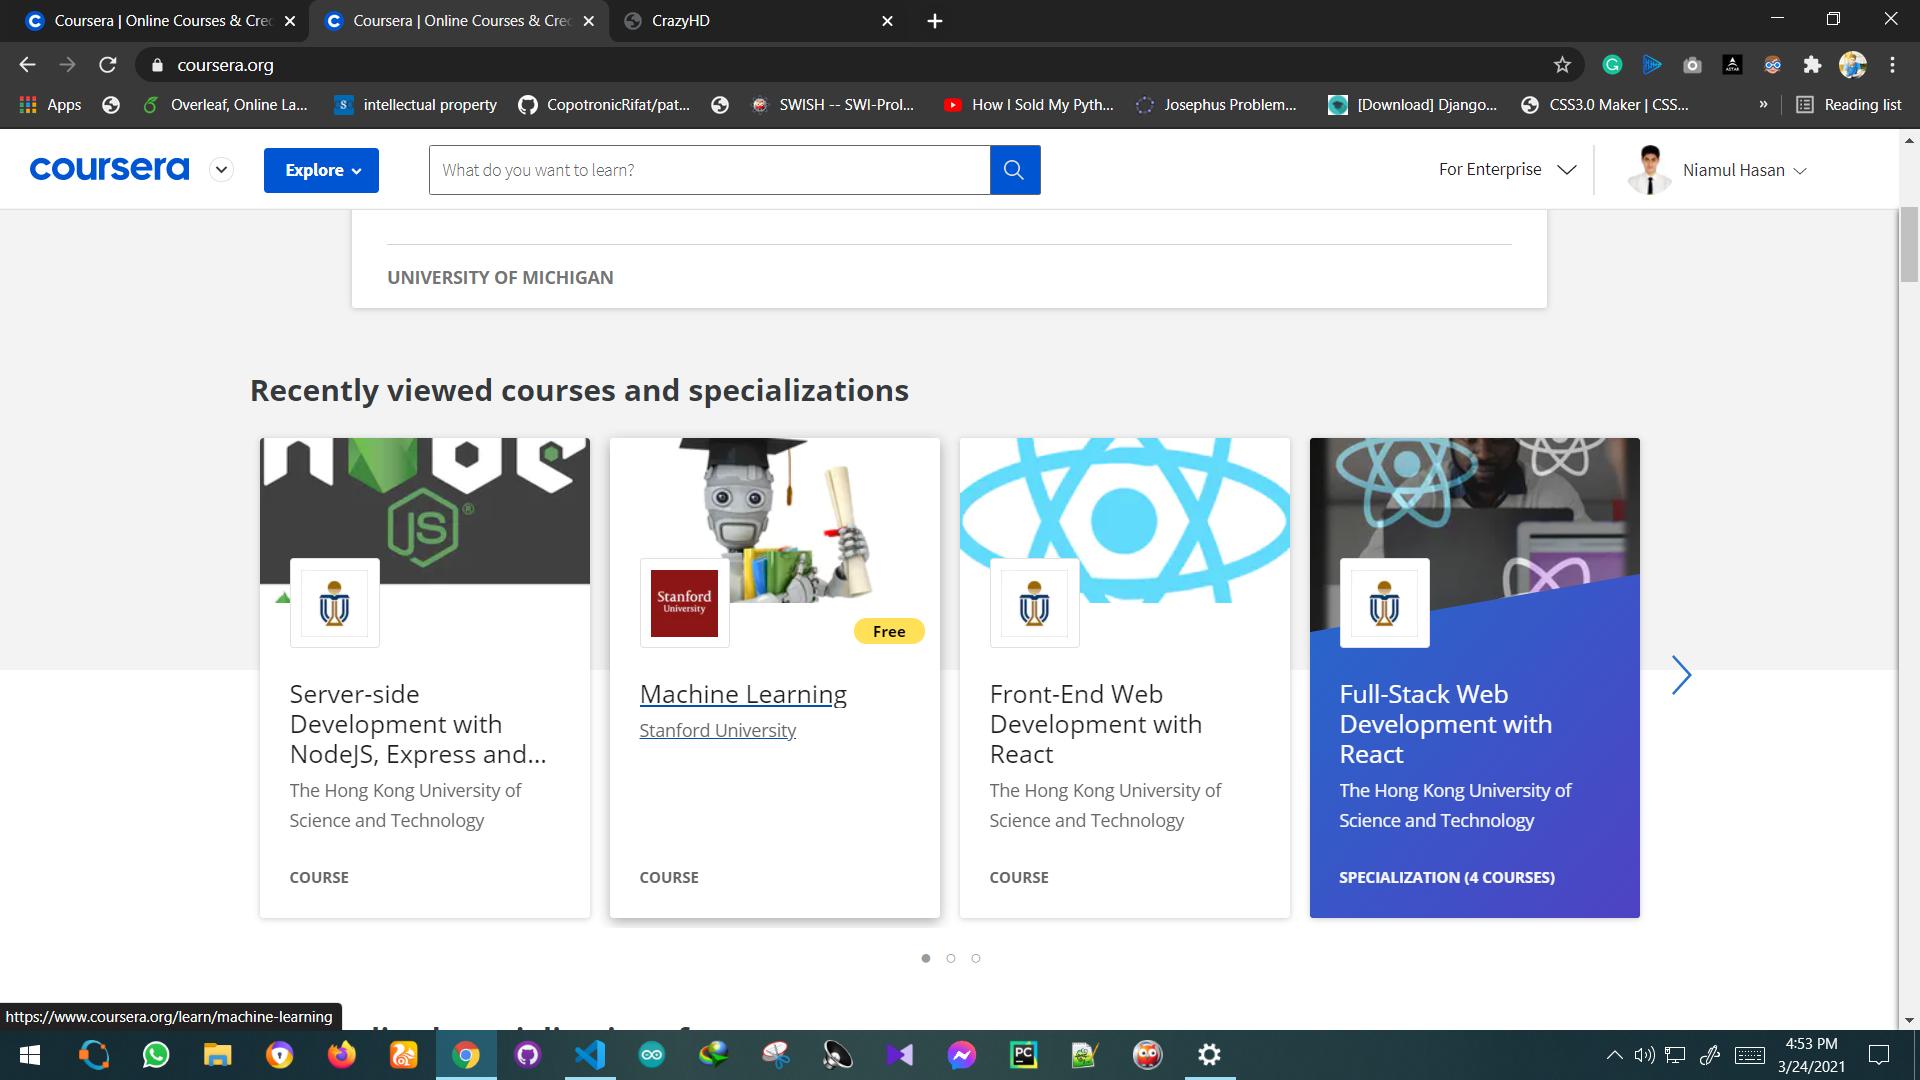 Coursera | Online Courses & Cred
Coursera | Online Courses & Cred
CrazyHD
coursera.org
Apps
Overleaf, Online La...
intellectual property
CopotronicRifat/pat...
SWISH -- SWI-Prol...
How I Sold My Pyth...
Josephus Problem...
[Download] Django...
CSS3.0 Maker | CSS...
»
Reading list
coursera
Explore
What do you want to learn?
For Enterprise
Niamul Hasan
UNIVERSITY OF MICHIGAN
Recently viewed courses and specializations
JS
Server-side
Development with
NodeJS, Express and...
The Hong Kong University of
Science and Technology
COURSE
Stanford
University
Free
Machine Learning
Stanford University
COURSE
Front-End Web
Development with
React
The Hong Kong University of
Science and Technology
COURSE
Full-Stack Web
Development with
React
The Hong Kong University of
Science and Technology
SPECIALIZATION (4 COURSES)
https://www.coursera.org/learn/machine-learning
PC
4:53 PM
3/24/2021